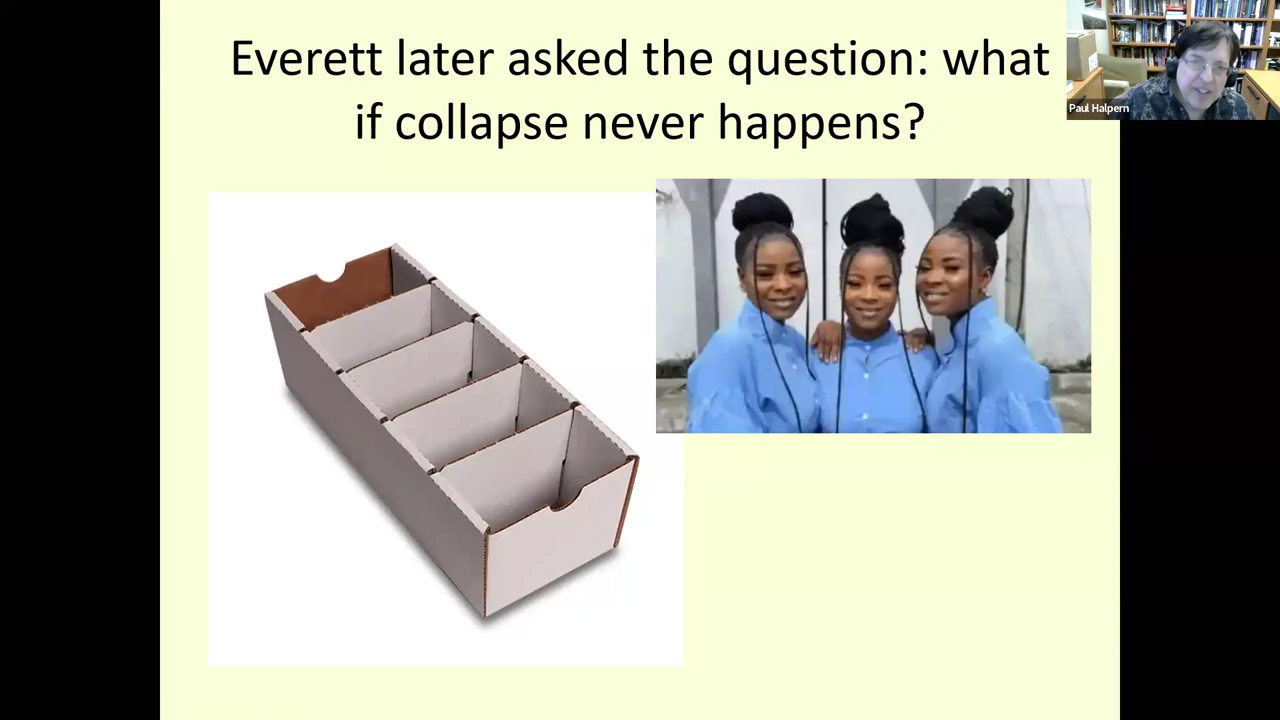 Everett later asked the question: what
if collapse never happens?
Paul Halpern